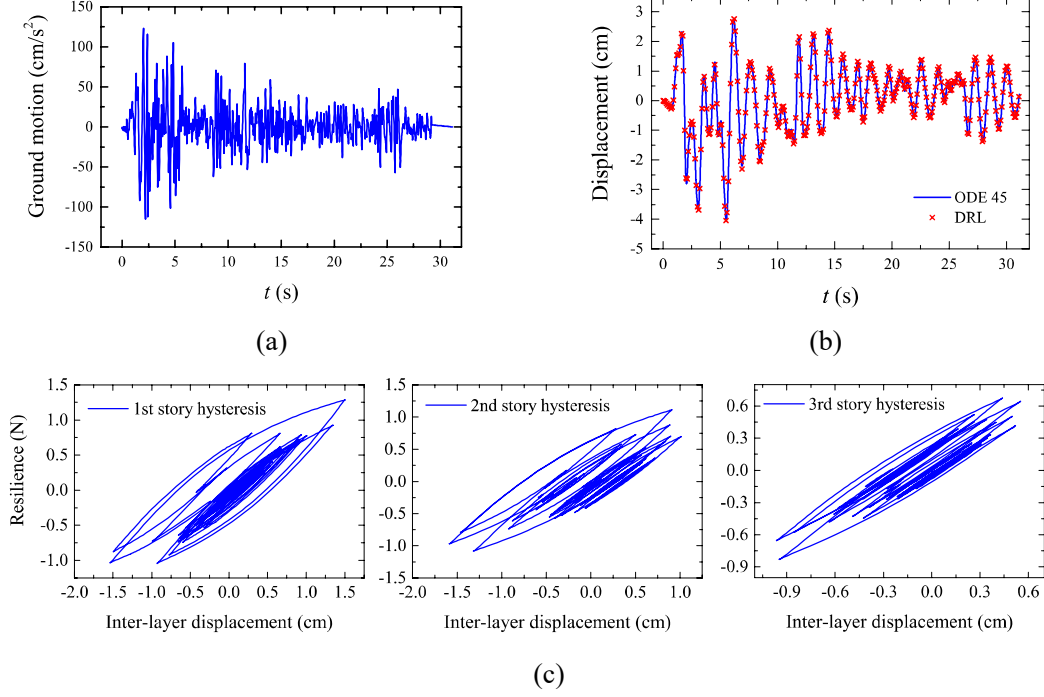 150
100
50
0
-50
-100
-150
0 5 10 15 20 25 30
Ground motion (cm/s²)
t (s)
(a)
3
2
1
0
-1
-2
-3
-4
-5
0 5 10 15 20 25 30
Displacement (cm)
ODE 45
DRL
t (s)
(b)
1.5
1.0
0.5
0.0
-0.5
-1.0
-2.0 -1.5 -1.0 -0.5 0.0 0.5 1.0 1.5
Resilience (N)
1st story hysteresis
Inter-layer displacement (cm)
1.5
1.0
0.5
0.0
-0.5
-1.0
-1.5
-2.0 -1.5 -1.0 -0.5 0.0 0.5 1.0
2nd story hysteresis
Inter-layer displacement (cm)
0.6
0.3
0.0
-0.3
-0.6
-0.9
-0.9 -0.6 -0.3 0.0 0.3 0.6
3rd story hysteresis
Inter-layer displacement (cm)
(c)